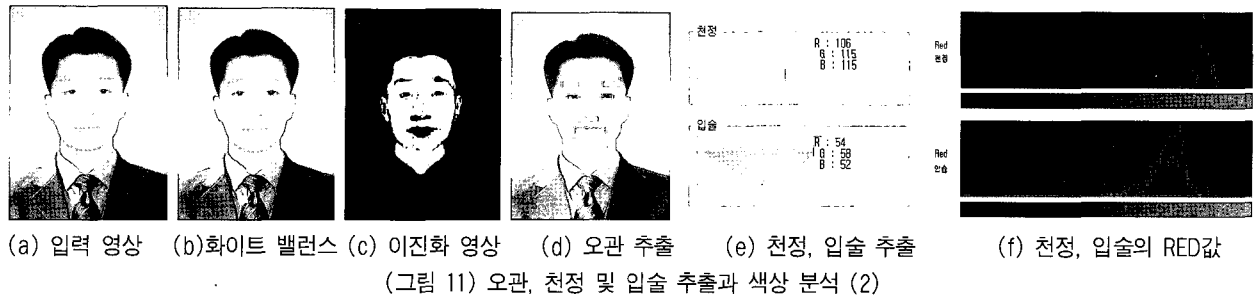 천정
R : 106
G : 115
B : 115
입술
R : 54
G : 58
B : 52
Red
천정
Red
입술
(a) 입력 영상
(b)화이트 밸런스
(c) 이진화 영상
(d) 오관 추출
(e) 천정, 입술 추출
(f) 천정, 입술의 RED값
(그림 11) 오관, 천정 및 입술 추출과 색상 분석 (2)